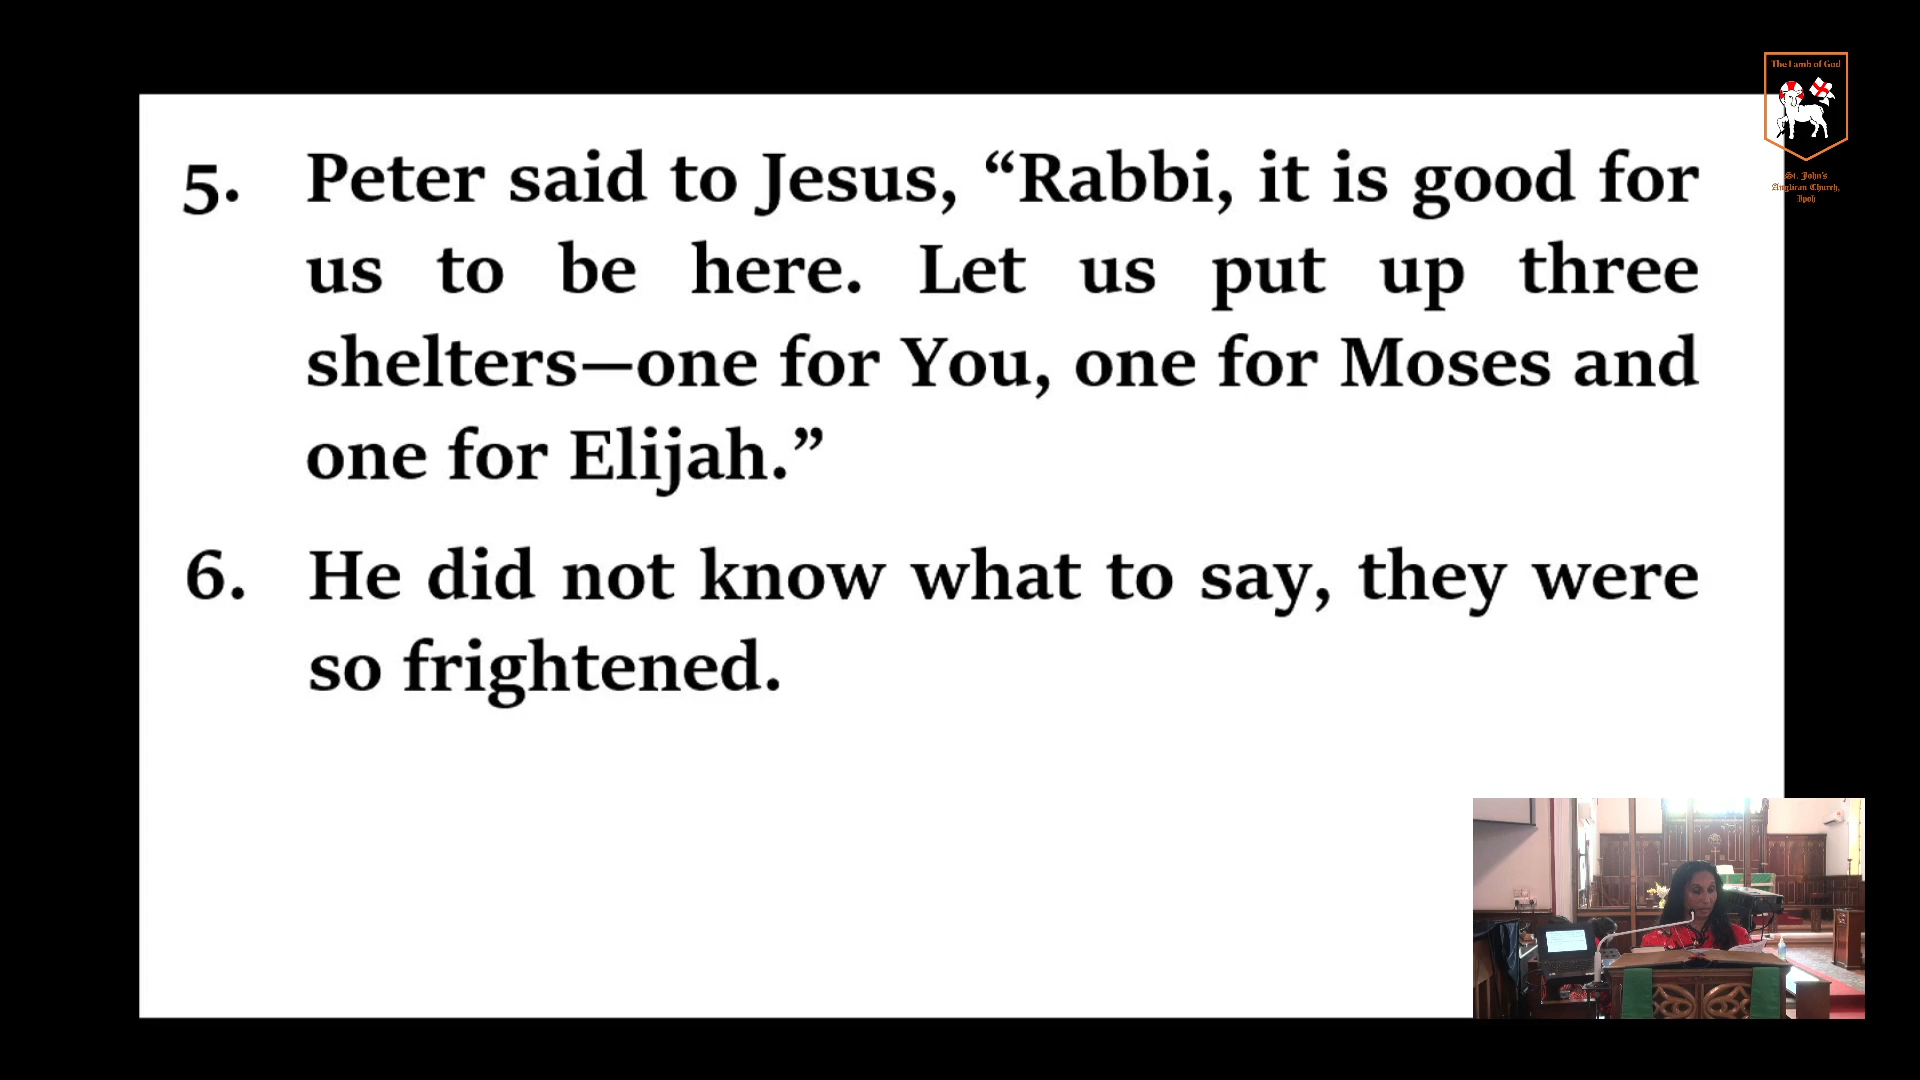 The Lamb of God
St. John's
Anglican Church,
Ipoh
5. Peter said to Jesus, “Rabbi, it is good for
us to be here. Let us put up three
shelters—one for You, one for Moses and
one for Elijah.”
6. He did not know what to say, they were
so frightened.